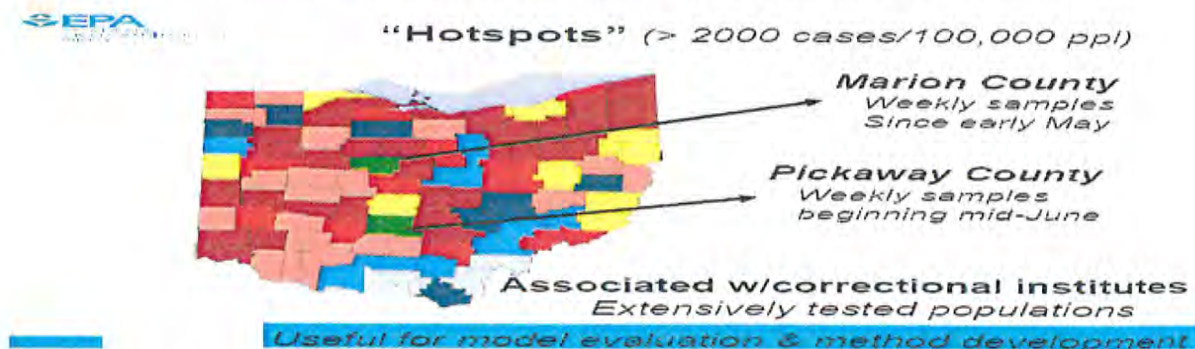 EPA
“Hotspots” (> 2000 cases/100,000 ppl)
Marion County
Weekly samples
Since early May
Pickaway County
Weekly samples
beginning mid-June
Associated w/correctional institutes
Extensively tested populations
Useful for model evaluation & method development